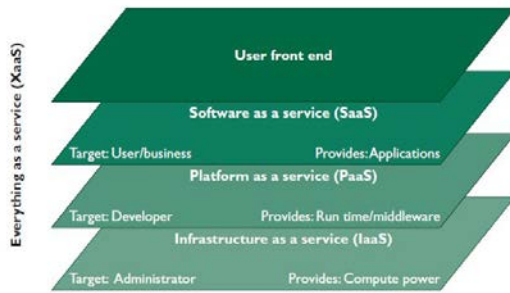 Everything as a service (XaaS)
User front end
Software as a service (SaaS)
Target: User/business Provides: Applications
Platform as a service (PaaS)
Target: Developer Provides: Run time/middleware
Infrastructure as a service (IaaS)
Target: Administrator Provides: Compute power